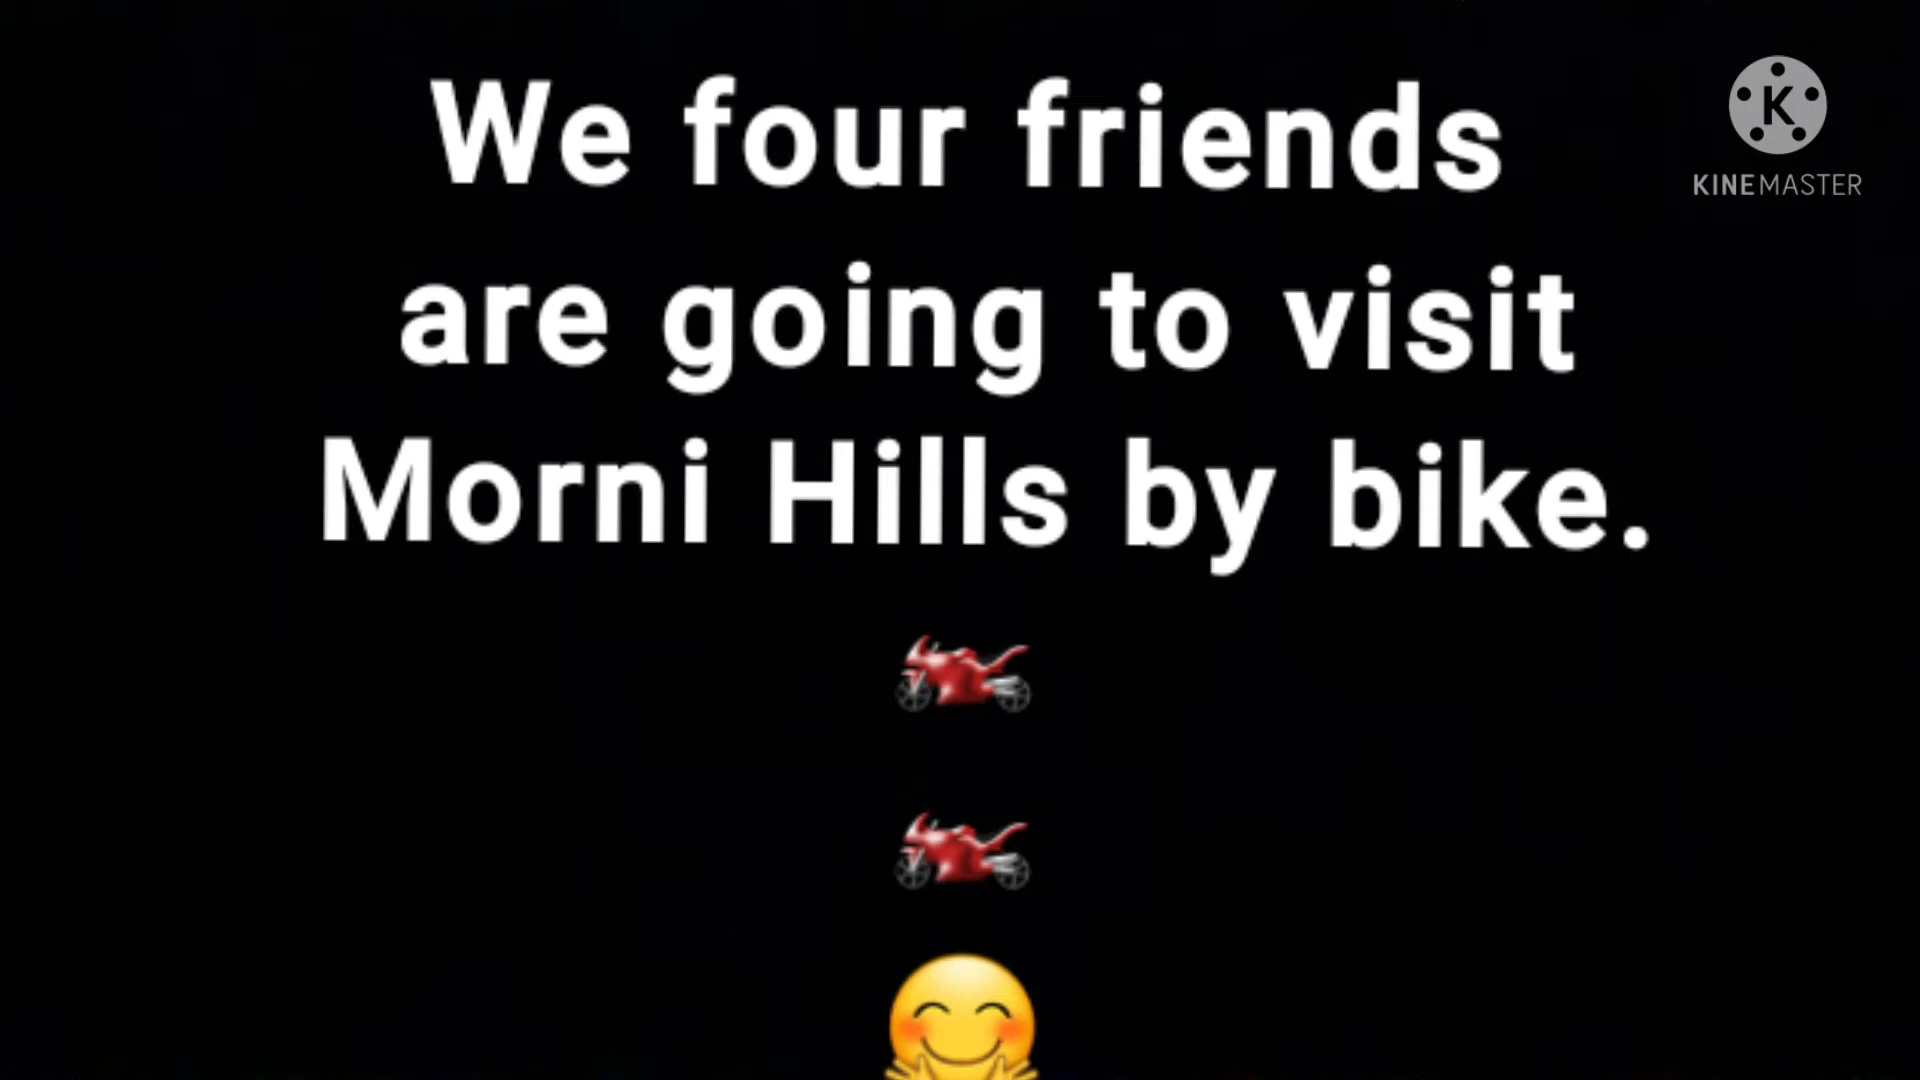 We four friends
are going to visit
Morni Hills by bike.
K
KINEMASTER